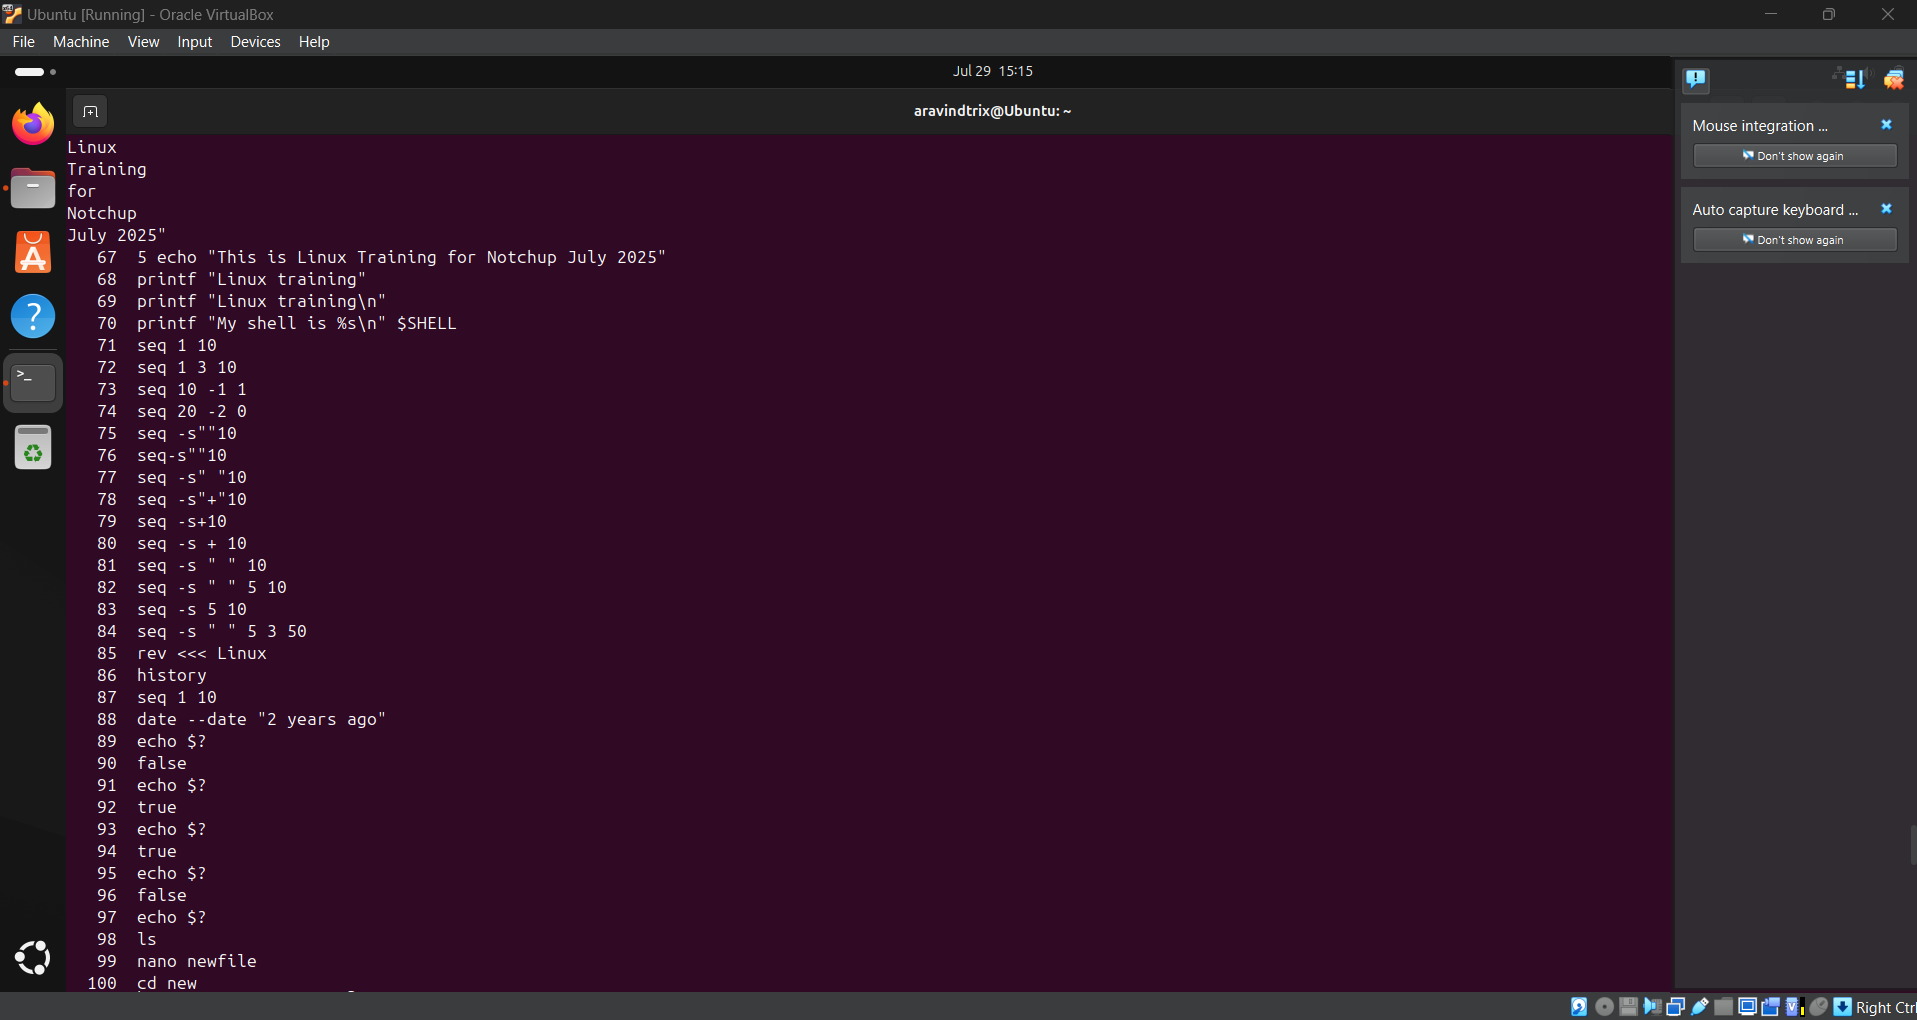 Ubuntu [Running] - Oracle VirtualBox
File Machine View Input Devices Help
Jul 29 15:15
aravindtrix@Ubuntu: ~
Linux
Training
for
Notchup
July 2025"
67 5 echo "This is Linux Training for Notchup July 2025"
68 printf "Linux training"
69 printf "Linux training\n"
70 printf "My shell is %s\n" $SHELL
71 seq 1 10
72 seq 1 3 10
73 seq 10 -1 1
74 seq 20 -2 0
75 seq -s""10
76 seq-s""10
77 seq -s" "10
78 seq -s"+"10
79 seq -s+10
80 seq -s + 10
81 seq -s " " 10
82 seq -s " " 5 10
83 seq -s 5 10
84 seq -s " " 5 3 50
85 rev <<< Linux
86 history
87 seq 1 10
88 date --date "2 years ago"
89 echo $?
90 false
91 echo $?
92 true
93 echo $?
94 true
95 echo $?
96 false
97 echo $?
98 ls
99 nano newfile
100 cd new
Mouse integration ...
Don't show again
Auto capture keyboard ...
Don't show again
Right Ctrl